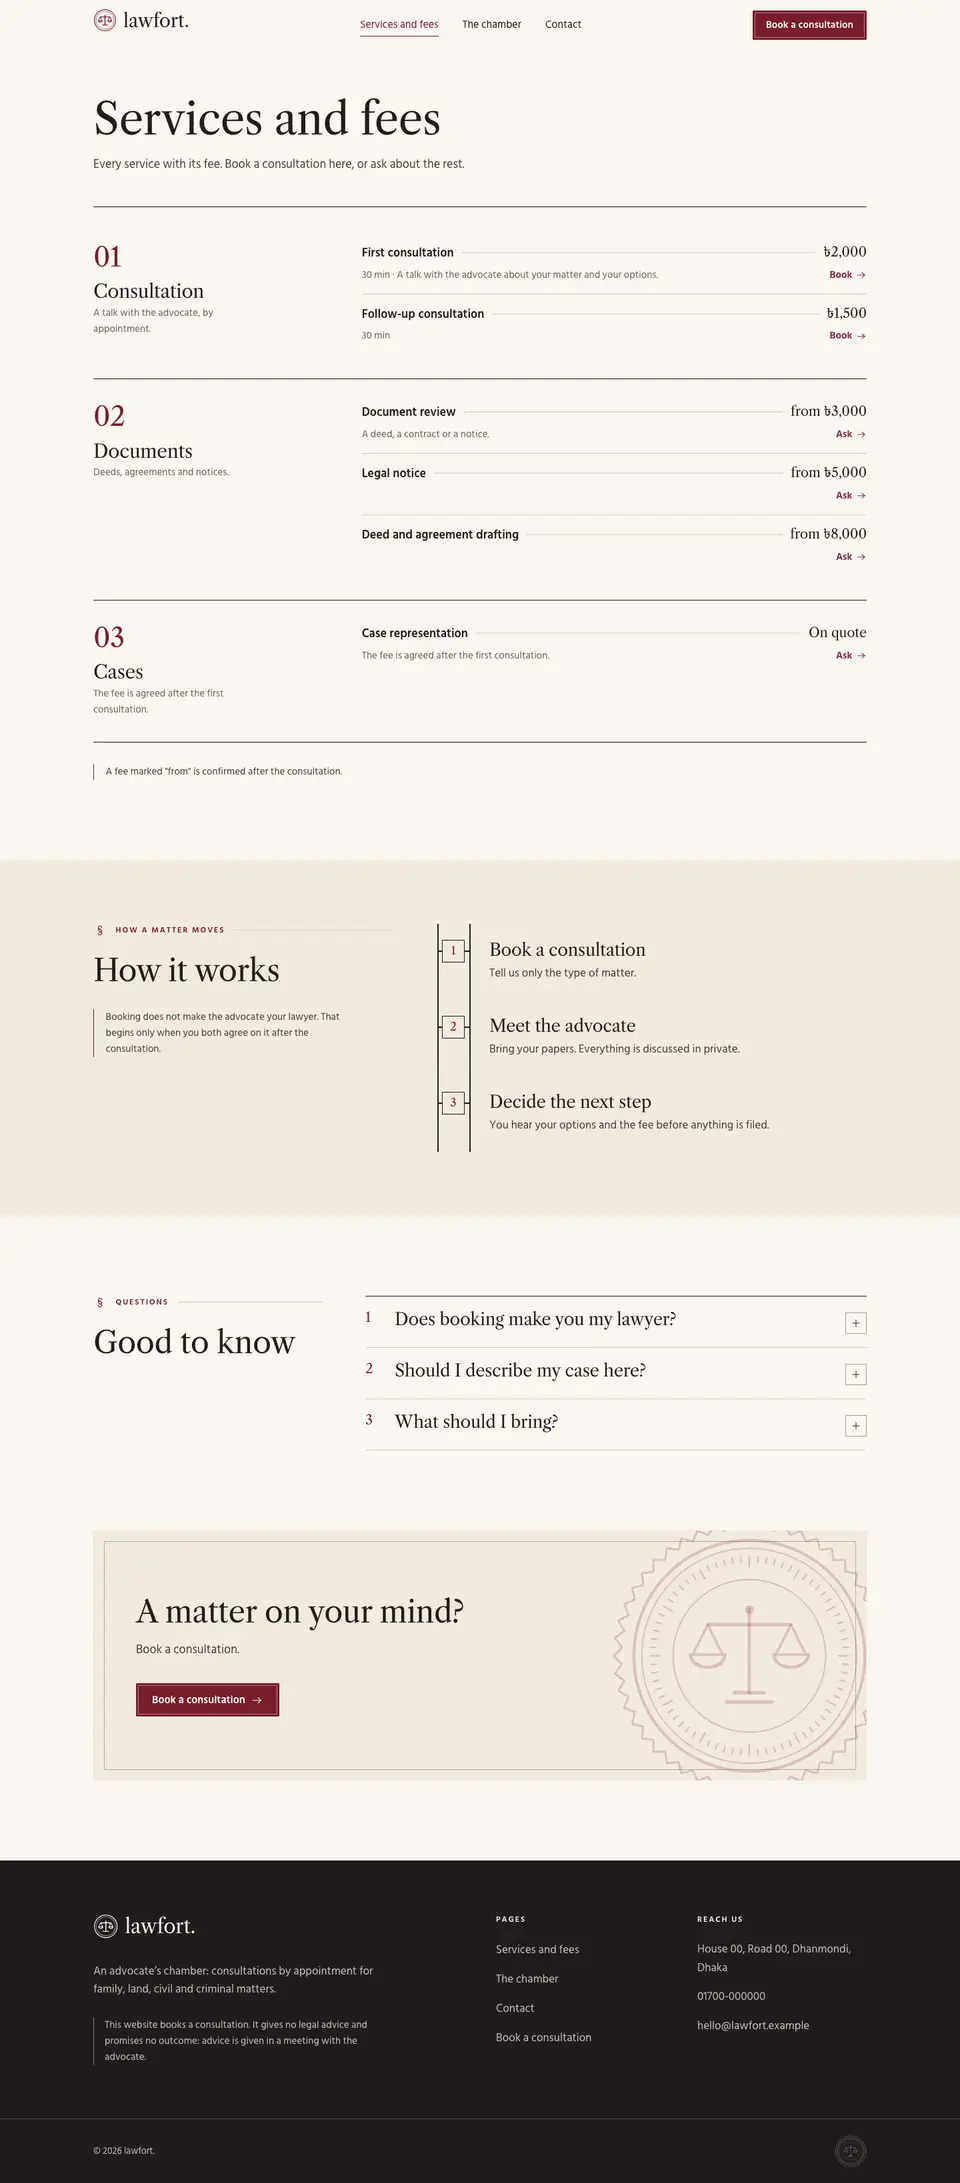 lawfort.
Services and fees
The chamber
Contact
Book a consultation
Services and fees
Every service with its fee. Book a consultation here, or ask about the rest.
01
Consultation
A talk with the advocate, by
appointment.
First consultation
৳2,000
30 min · A talk with the advocate about your matter and your options.
Book →
Follow-up consultation
৳1,500
30 min
Book →
02
Documents
Deeds, agreements and notices.
Document review
from ৳3,000
A deed, a contract or a notice.
Ask →
Legal notice
from ৳5,000
Ask →
Deed and agreement drafting
from ৳8,000
Ask →
03
Cases
The fee is agreed after the first
consultation.
Case representation
On quote
The fee is agreed after the first consultation.
Ask →
A fee marked "from" is confirmed after the consultation.
§ HOW A MATTER MOVES
How it works
Booking does not make the advocate your lawyer. That
begins only when you both agree on it after the
consultation.
1
Book a consultation
Tell us only the type of matter.
2
Meet the advocate
Bring your papers. Everything is discussed in private.
3
Decide the next step
You hear your options and the fee before anything is filed.
§ QUESTIONS
Good to know
1 Does booking make you my lawyer? +
2 Should I describe my case here? +
3 What should I bring? +
A matter on your mind?
Book a consultation.
Book a consultation →
lawfort.
An advocate's chamber: consultations by appointment for
family, land, civil and criminal matters.
This website books a consultation. It gives no legal advice and
promises no outcome: advice is given in a meeting with the
advocate.
PAGES
Services and fees
The chamber
Contact
Book a consultation
REACH US
House 00, Road 00, Dhanmondi,
Dhaka
01700-000000
hello@lawfort.example
© 2026 lawfort.